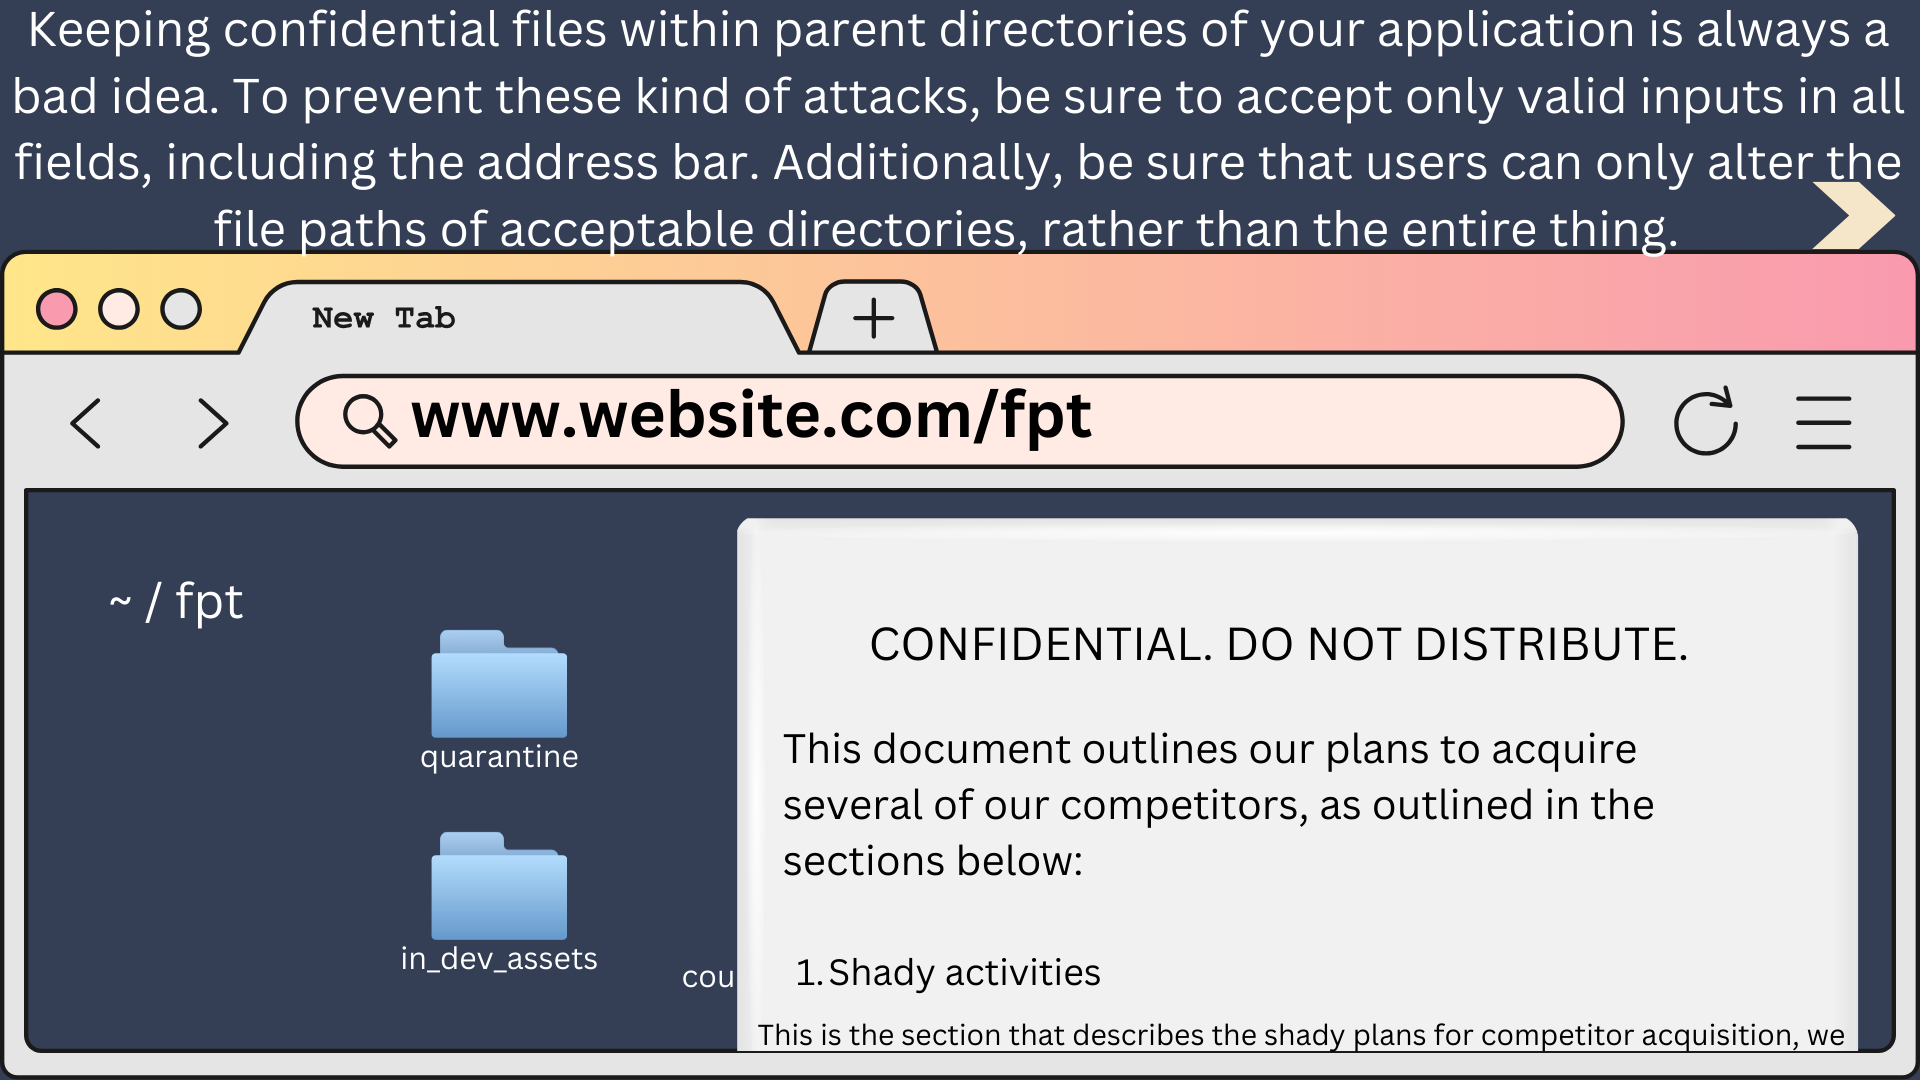 Keeping confidential files within parent directories of your application is always a
bad idea. To prevent these kind of attacks, be sure to accept only valid inputs in all
fields, including the address bar. Additionally, be sure that users can only alter the
file paths of acceptable directories, rather than the entire thing.
New Tab
www.website.com/fpt
~ / fpt
quarantine
in_dev_assets
cou
CONFIDENTIAL. DO NOT DISTRIBUTE.
This document outlines our plans to acquire
several of our competitors, as outlined in the
sections below:
1. Shady activities
This is the section that describes the shady plans for competitor acquisition, we